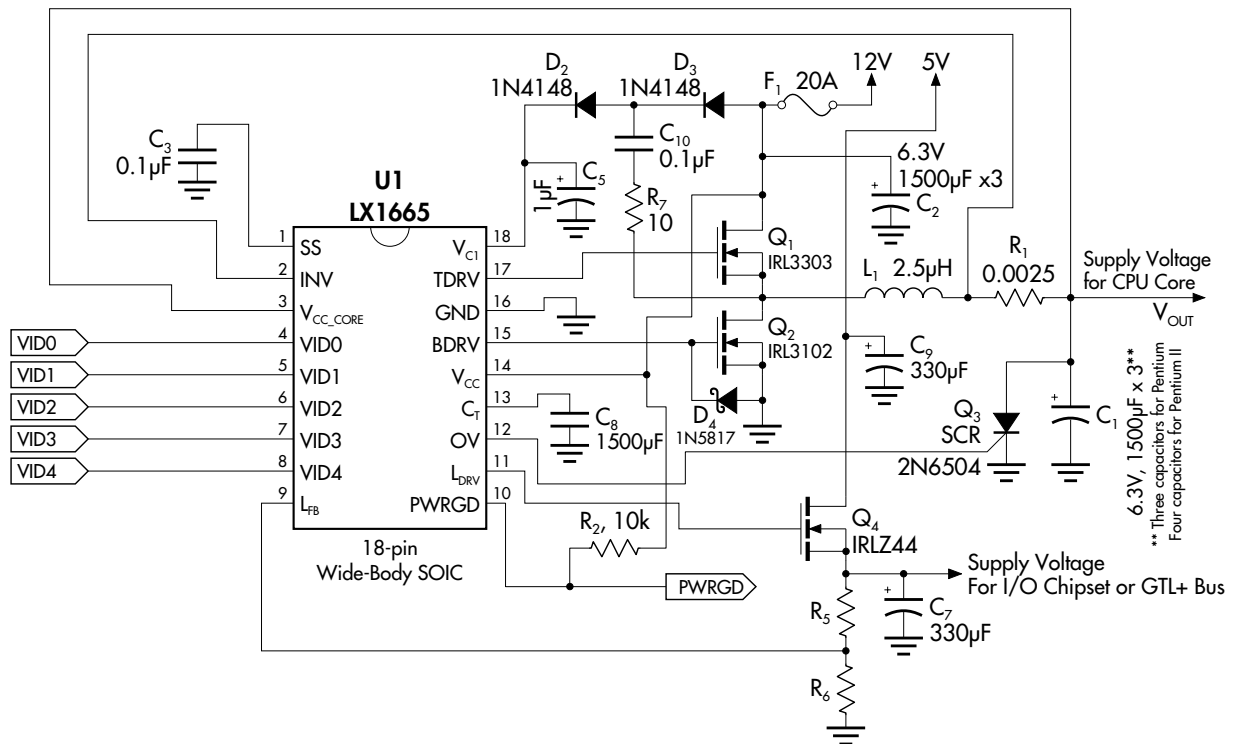 12V
5V
D2
1N4148
D3
1N4148
F1 20A
C3
0.1µF
C10
0.1µF
6.3V
1500µF x3
C2
+
U1
LX1665
1µF
+
C5
R7
10
1
SS
2
INV
3
VCC_CORE
4
VID0
5
VID1
6
VID2
7
VID3
8
VID4
9
LFB
VC1
18
TDRV
17
GND
16
BDRV
15
VCC
14
CT
13
OV
12
LDRV
11
PWRGD
10
VID0
VID1
VID2
VID3
VID4
Q1
IRL3303
L1 2.5µH
R1
0.0025
Supply Voltage
for CPU Core
VOUT
Q2
IRL3102
+
C9
330µF
D4
1N5817
C8
1500µF
Q3
SCR
2N6504
+
C1
6.3V, 1500µF x 3**
** Three capacitors for Pentium
Four capacitors for Pentium II
18-pin
Wide-Body SOIC
R2, 10k
PWRGD
Q4
IRLZ44
Supply Voltage
For I/O Chipset or GTL+ Bus
R5
+
C7
330µF
R6